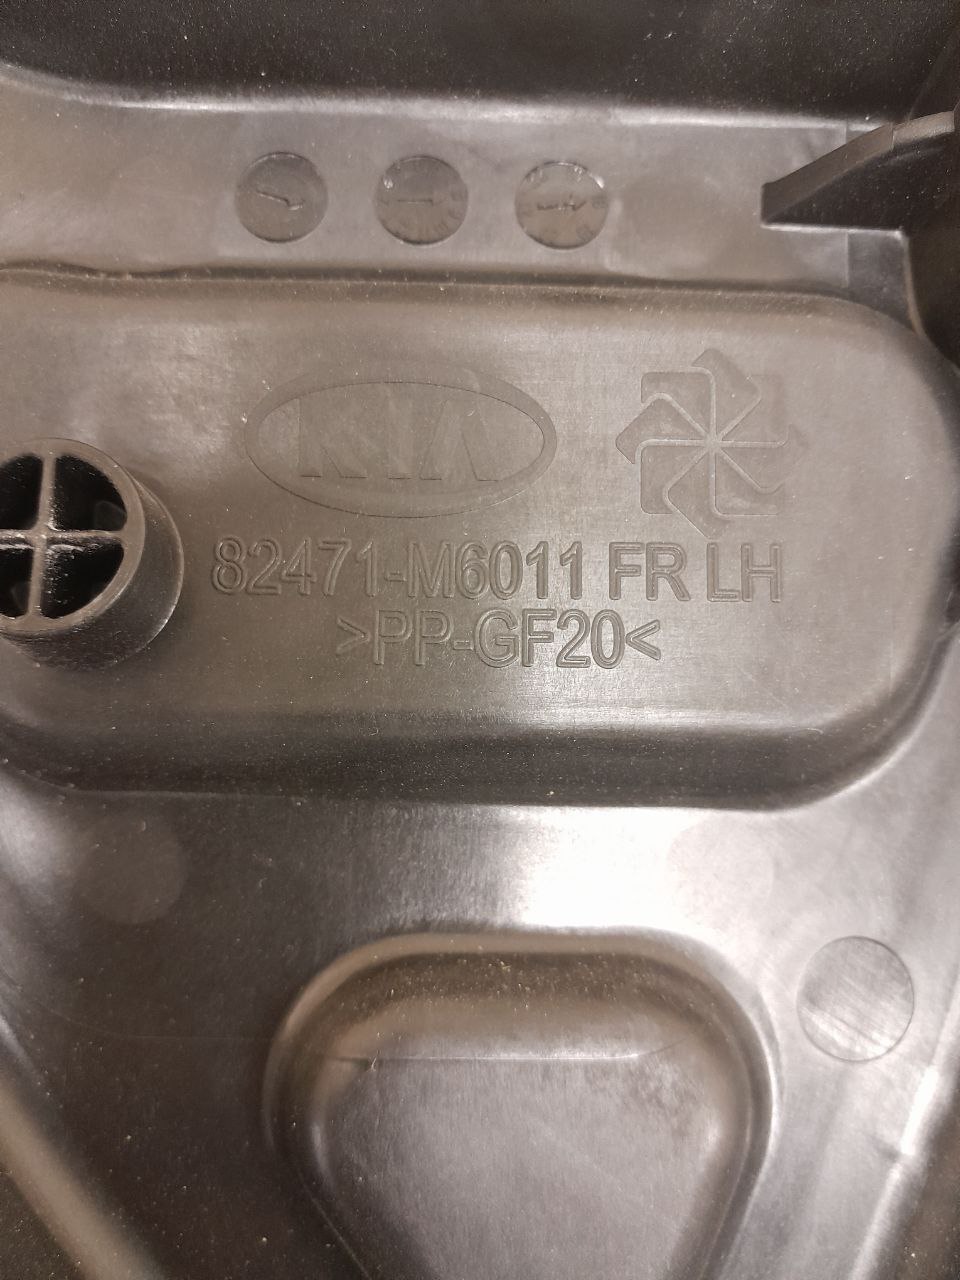 KIA
82471-M6011 FR LH
>PP-GF20<